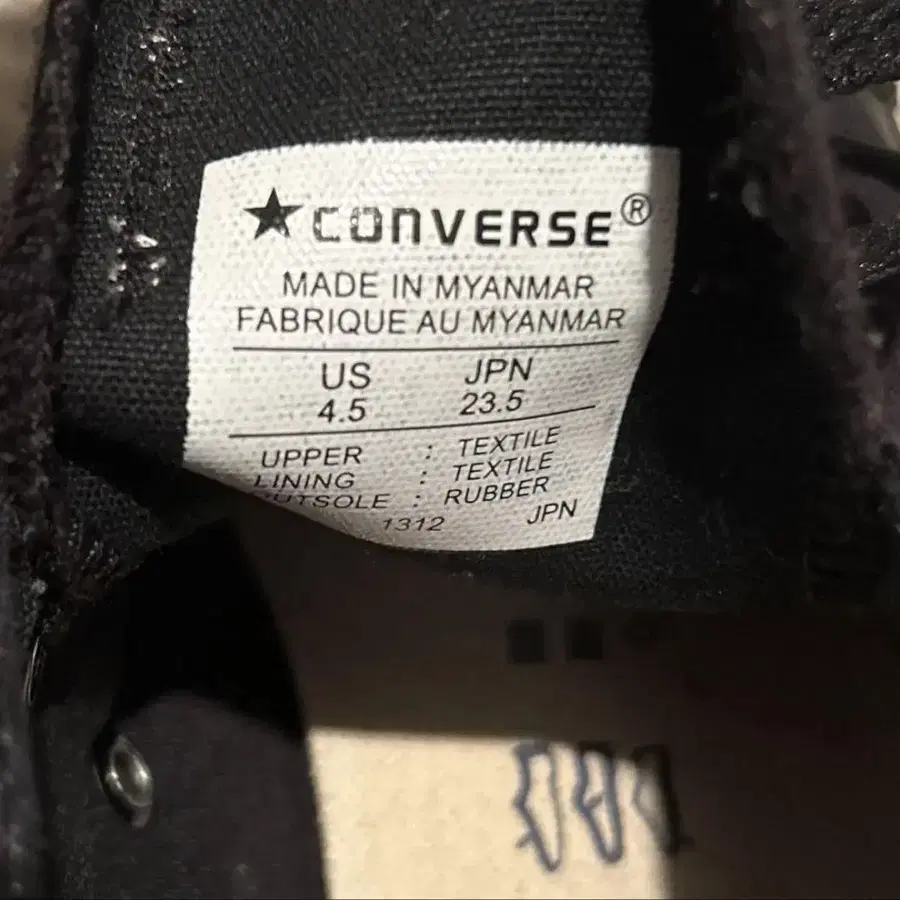 ★CONVERSE®
MADE IN MYANMAR
FABRIQUE AU MYANMAR
US JPN
4.5 23.5
UPPER : TEXTILE
LINING : TEXTILE
OUTSOLE : RUBBER
1312 JPN